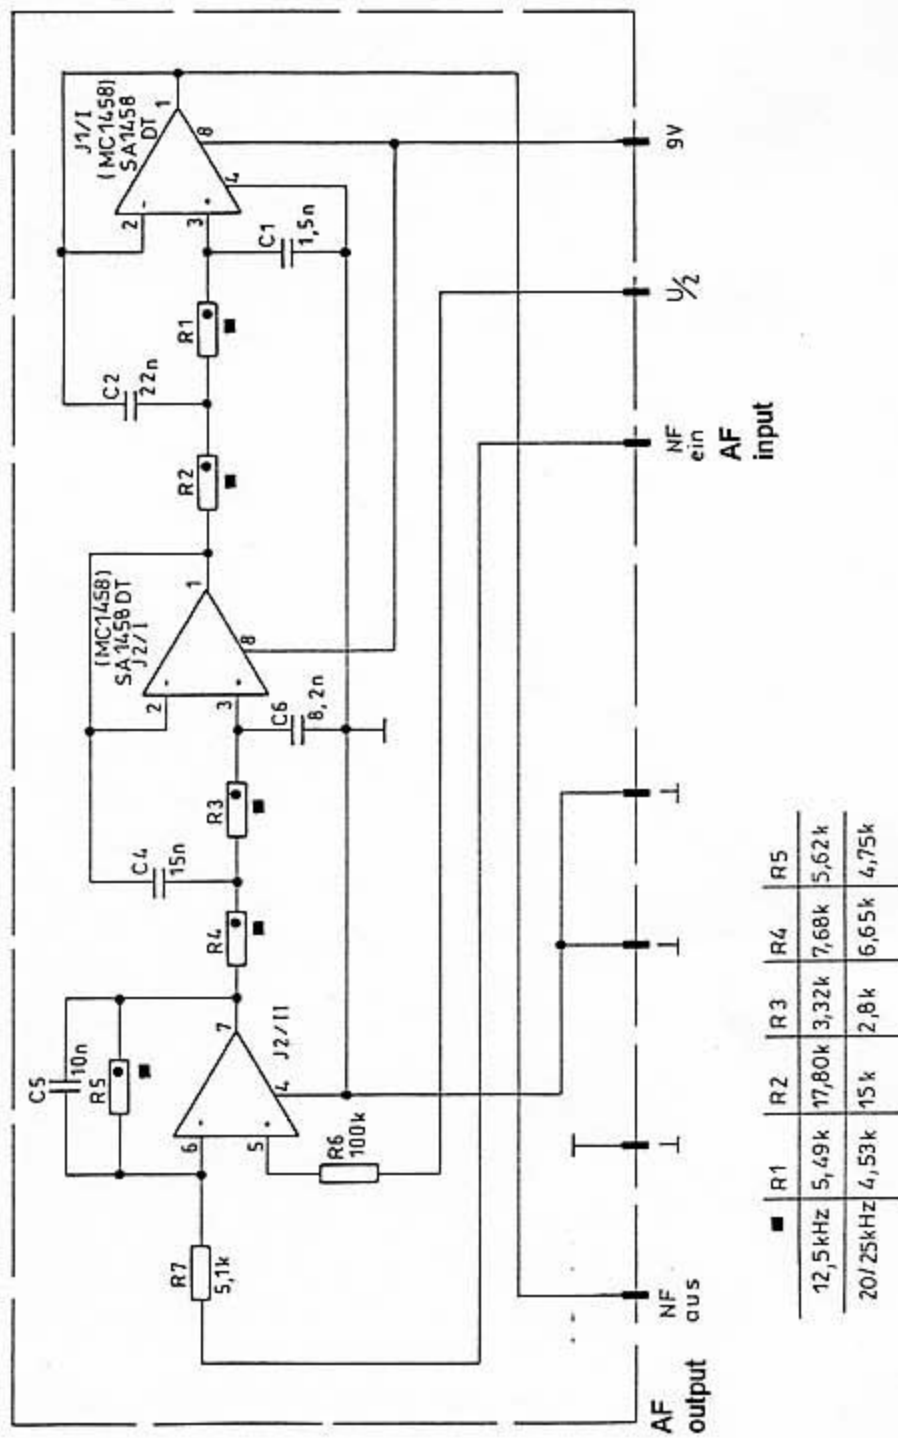 C5
10n
R5
6
7
5
4
J2/II
R7
5,1k
R6
100k
R4
C4
15n
R3
2
3
1
8
(MC1458)
SA1458DT
J2/I
C6
8,2n
R2
C2
22n
R1
2
3
1
8
4
J1/I
(MC1458)
SA1458
DT
C1
1,5n
AF
output
NF
aus
NF
ein
AF
input
U/2
9V
■ R1 R2 R3 R4 R5
12,5kHz 5,49k 17,80k 3,32k 7,68k 5,62k
20/25kHz 4,53k 15k 2,8k 6,65k 4,75k